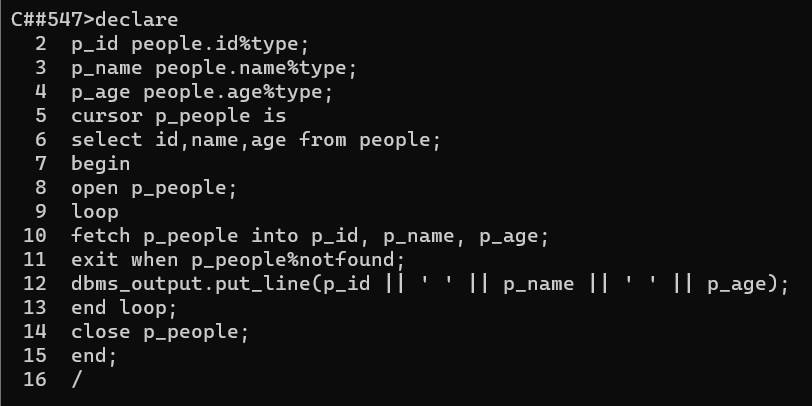 C##547>declare
  2  p_id people.id%type;
  3  p_name people.name%type;
  4  p_age people.age%type;
  5  cursor p_people is
  6  select id,name,age from people;
  7  begin
  8  open p_people;
  9  loop
 10  fetch p_people into p_id, p_name, p_age;
 11  exit when p_people%notfound;
 12  dbms_output.put_line(p_id || ' ' || p_name || ' ' || p_age);
 13  end loop;
 14  close p_people;
 15  end;
 16  /